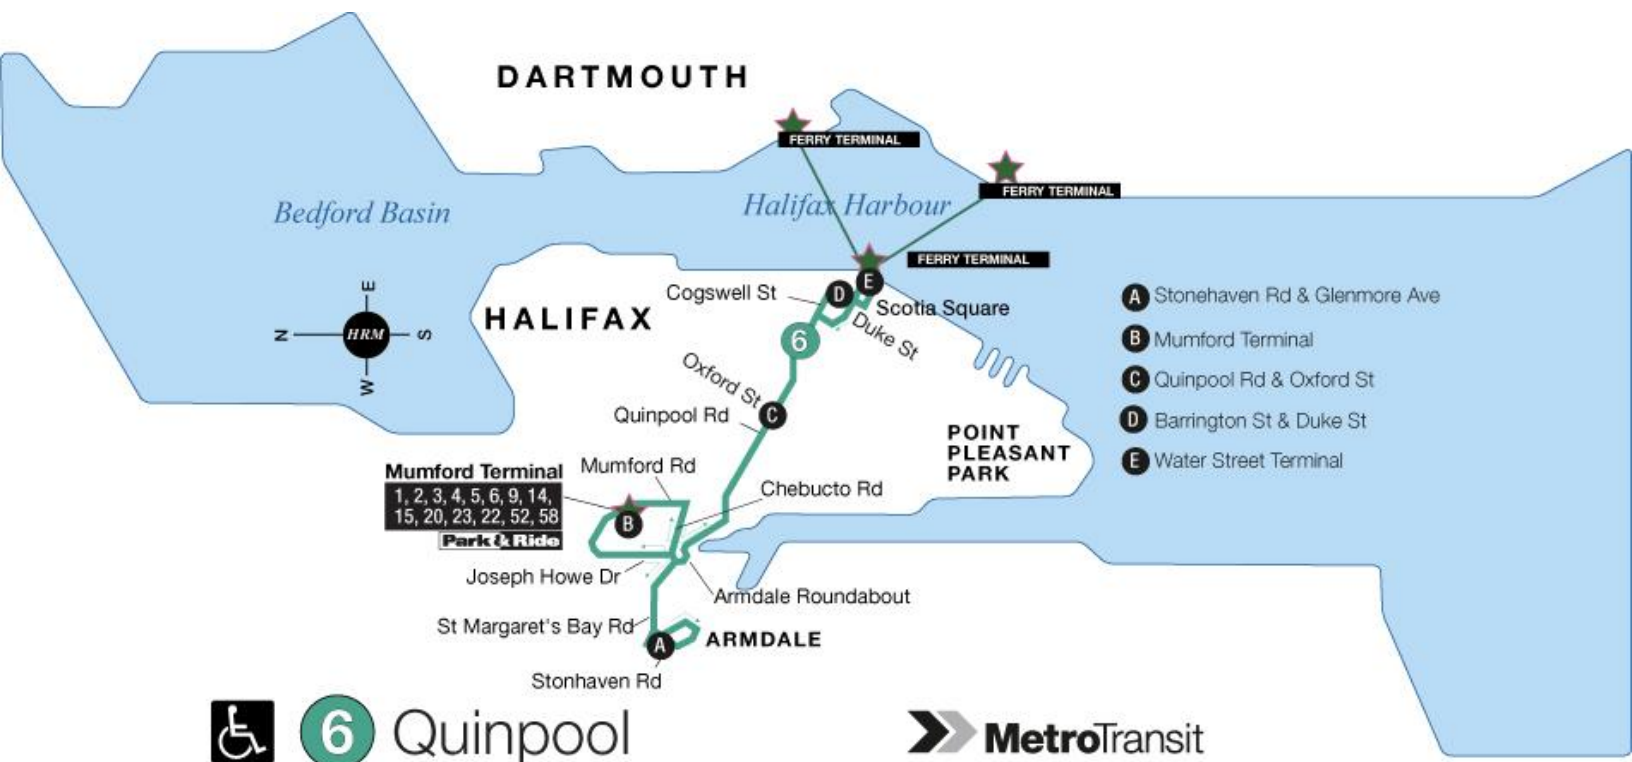 DARTMOUTH
FERRY TERMINAL
FERRY TERMINAL
Bedford Basin
Halifax Harbour
FERRY TERMINAL
E
N
HRM
S
W
HALIFAX
Cogswell St
D
E
Scotia Square
Duke St
6
Oxford St
C
Quinpool Rd
POINT
PLEASANT
PARK
A Stonehaven Rd & Glenmore Ave
B Mumford Terminal
C Quinpool Rd & Oxford St
D Barrington St & Duke St
E Water Street Terminal
Mumford Terminal
1, 2, 3, 4, 5, 6, 9, 14,
15, 20, 23, 22, 52, 58
Park & Ride
Mumford Rd
B
Chebucto Rd
Joseph Howe Dr
Armdale Roundabout
St Margaret's Bay Rd
A
ARMDALE
Stonhaven Rd
6 Quinpool
MetroTransit